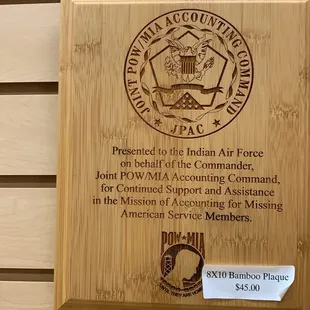 JOINT POW/MIA ACCOUNTING COMMAND
JPAC
Presented to the Indian Air Force
on behalf of the Commander,
Joint POW/MIA Accounting Command,
for Continued Support and Assistance
in the Mission of Accounting for Missing
American Service Members.
POW★MIA
8X10 Bamboo Plaque
$45.00